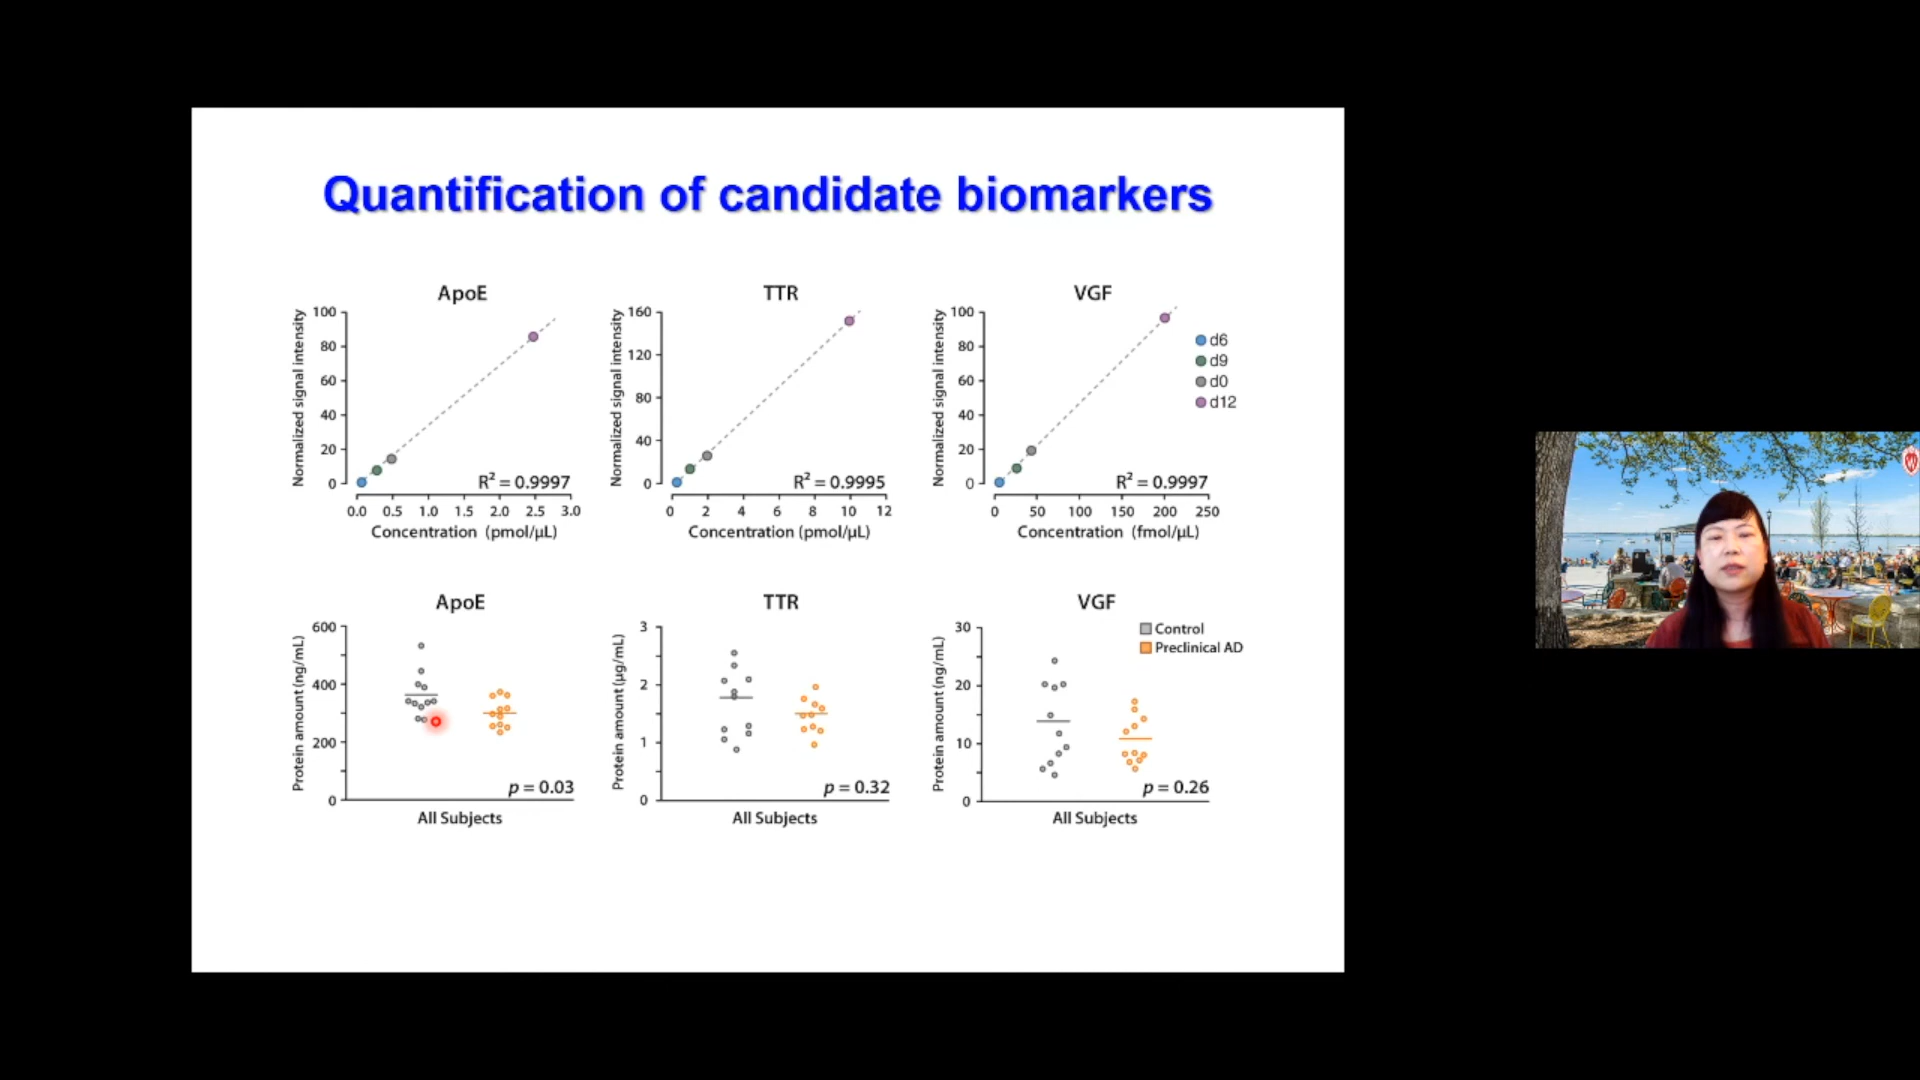 Quantification of candidate biomarkers
ApoE
Normalized signal intensity
100
80
60
40
20
0
R² = 0.9997
0.0 0.5 1.0 1.5 2.0 2.5 3.0
Concentration (pmol/µL)
TTR
Normalized signal intensity
160
120
80
40
0
R² = 0.9995
0 2 4 6 8 10 12
Concentration (pmol/µL)
VGF
Normalized signal intensity
100
80
60
40
20
0
R² = 0.9997
0 50 100 150 200 250
Concentration (fmol/µL)
d6
d9
d0
d12
ApoE
Protein amount (ng/mL)
600
400
200
0
p = 0.03
All Subjects
TTR
Protein amount (µg/mL)
3
2
1
0
p = 0.32
All Subjects
VGF
Protein amount (ng/mL)
30
20
10
0
Control
Preclinical AD
p = 0.26
All Subjects
W